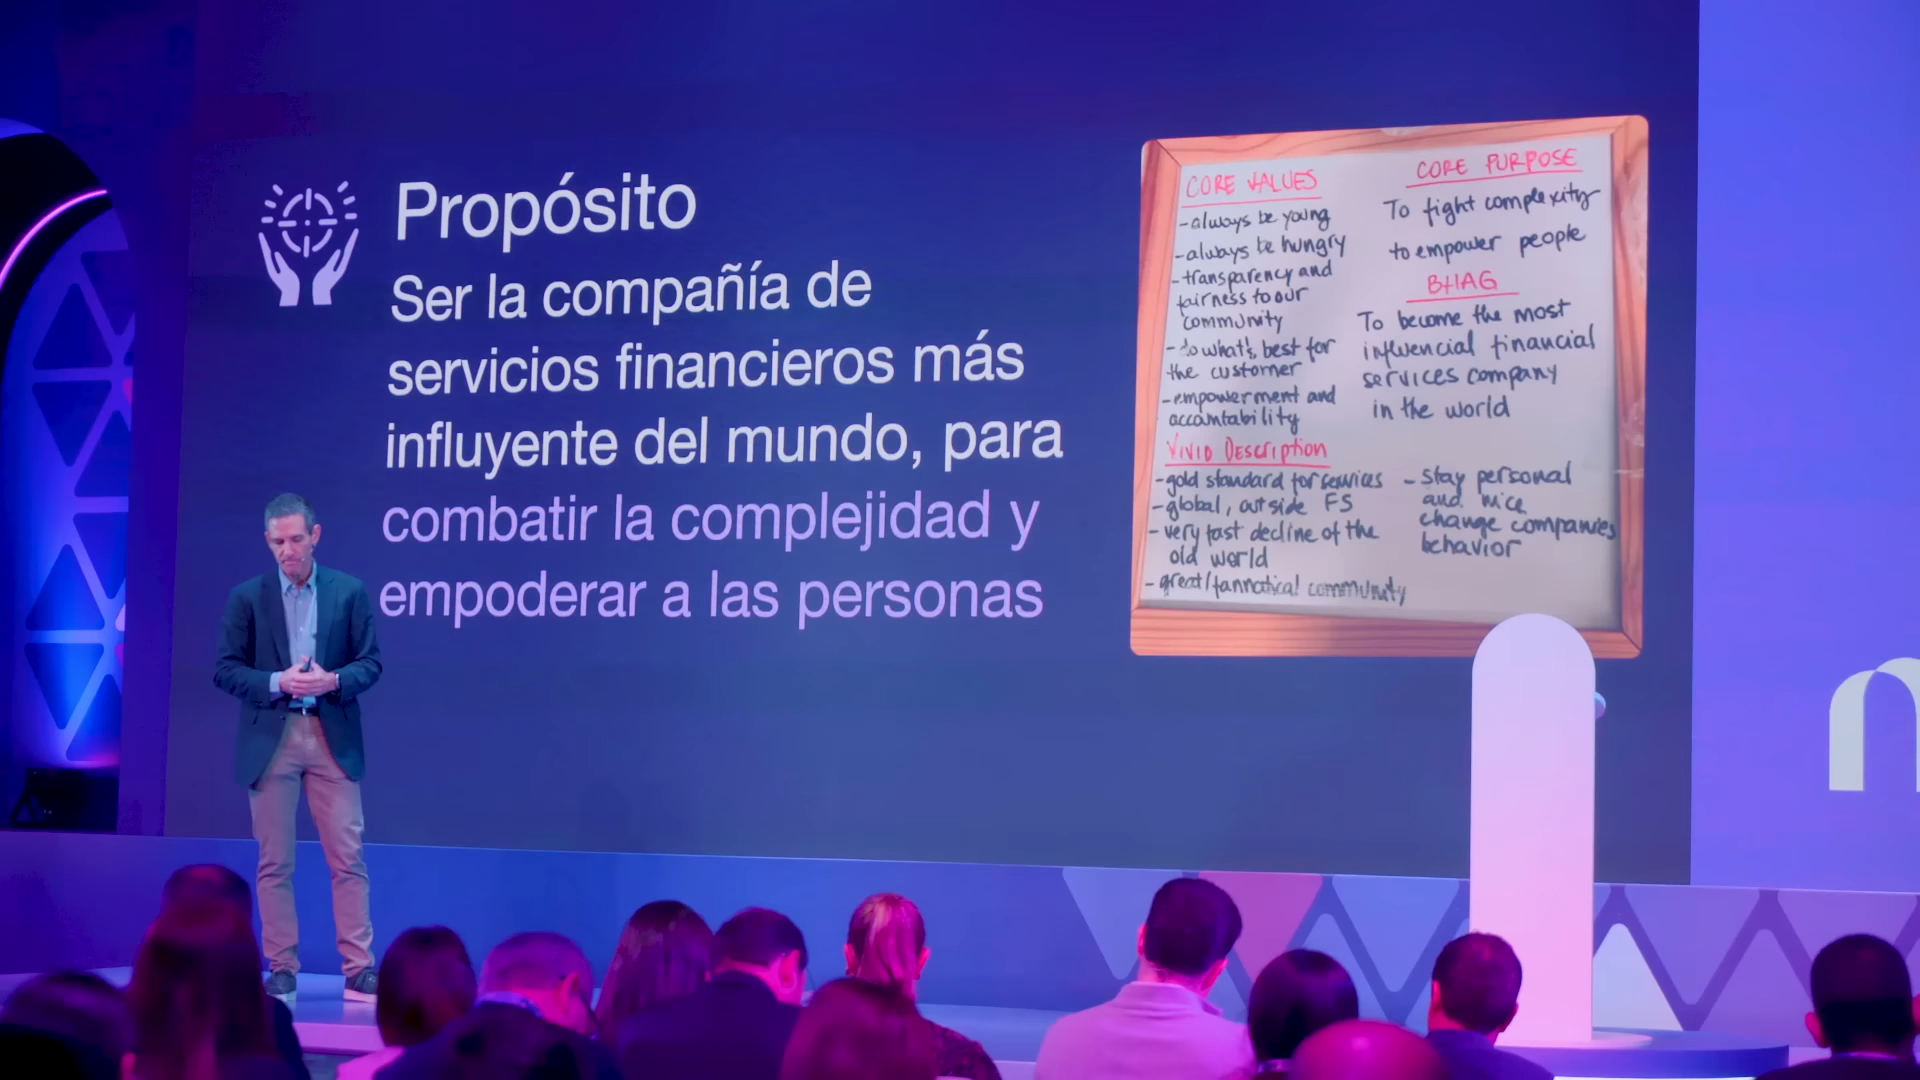 Propósito
Ser la compañía de
servicios financieros más
influyente del mundo, para
combatir la complejidad y
empoderar a las personas
CORE VALUES
- always be young
- always be hungry
- transparency and
fairness to our
community
- do what's best for
the customer
- empowerment and
accountability
CORE PURPOSE
To fight complexity
to empower people
BHAG
To become the most
influencial financial
services company
in the world
VIVID Description
- gold standard for services
- global, outside FS
- very fast decline of the
old world
- great/fannatical community
- Stay personal
and nice
change companies
behavior